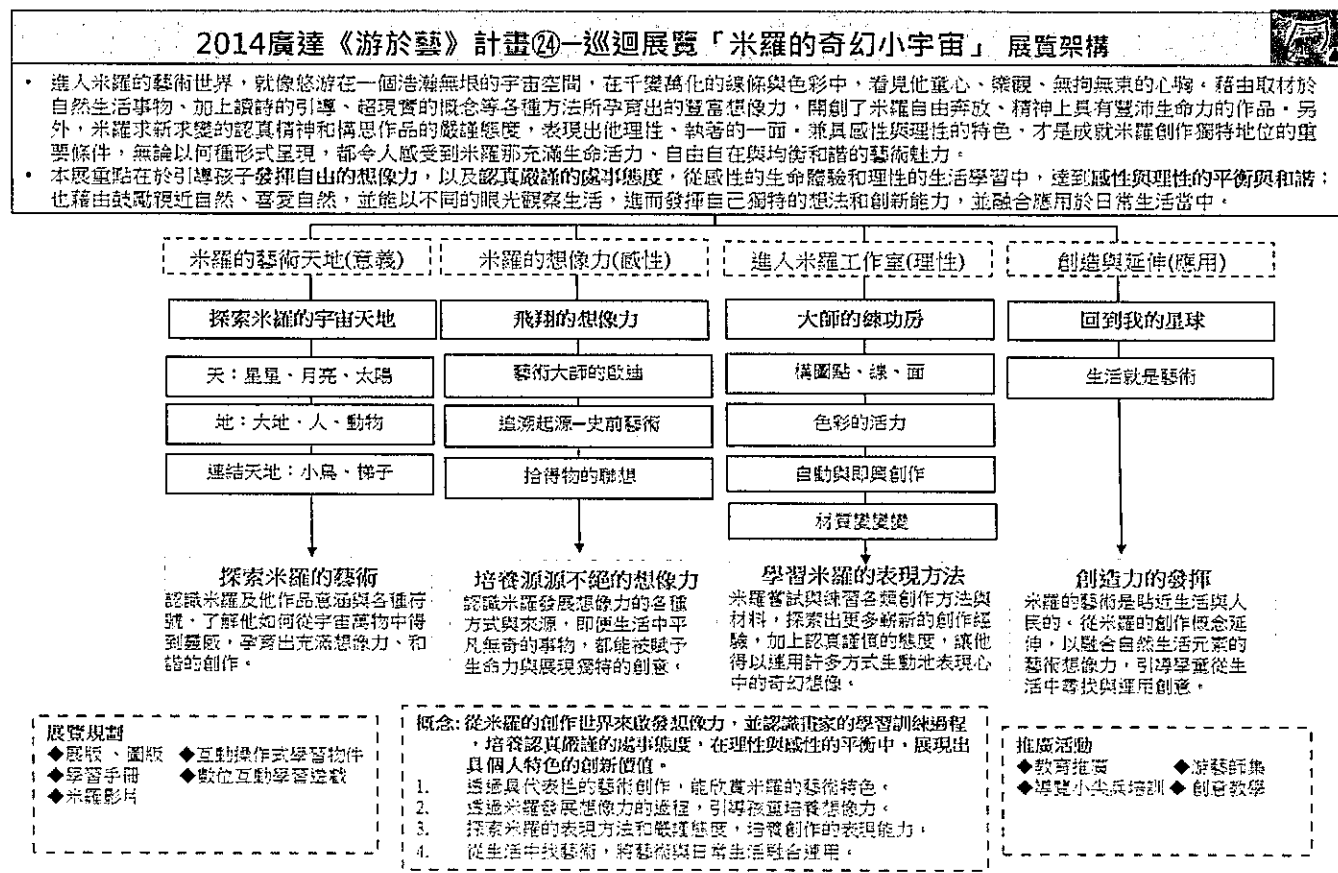 2014廣達《游於藝》計畫㉔–巡迴展覽「米羅的奇幻小宇宙」 展覽架構
• 進入米羅的藝術世界，就像悠游在一個浩瀚無垠的宇宙空間，在千變萬化的線條與色彩中，看見他童心、樂觀、無拘無束的心胸。藉由取材於
自然生活事物、加上讀詩的引導、超現實的概念等各種方法所孕育出的豐富想像力，開創了米羅自由奔放、精神上具有豐沛生命力的作品。另
外，米羅求新求變的認真精神和構思作品的嚴謹態度，表現出他理性、執著的一面。兼具感性與理性的特色，才是成就米羅創作獨特地位的重
要條件，無論以何種形式呈現，都令人感受到米羅那充滿生命活力、自由自在與均衡和諧的藝術魅力。
• 本展重點在於引導孩子發揮自由的想像力，以及認真嚴謹的處事態度，從感性的生命體驗和理性的生活學習中，達到感性與理性的平衡與和諧；
也藉由鼓勵親近自然、喜愛自然，並能以不同的眼光觀察生活，進而發揮自己獨特的想法和創新能力，並融合應用於日常生活當中。
米羅的藝術天地(意義)
米羅的想像力(感性)
進入米羅工作室(理性)
創造與延伸(應用)
探索米羅的宇宙天地
飛翔的想像力
大師的練功房
回到我的星球
天：星星、月亮、太陽
藝術大師的啟迪
構圖點、線、面
生活就是藝術
地：大地、人、動物
追溯起源–史前藝術
色彩的活力
連結天地：小鳥、梯子
拾得物的聯想
自動與即興創作
材質變變變
探索米羅的藝術
認識米羅及他作品意涵與各種符
號，了解他如何從宇宙萬物中得
到靈感，孕育出充滿想像力、和
諧的創作。
培養源源不絕的想像力
認識米羅發展想像力的各種
方式與來源，即便生活中平
凡無奇的事物，都能被賦予
生命力與展現獨特的創意。
學習米羅的表現方法
米羅嘗試與練習各類創作方法與
材料，探索出更多嶄新的創作經
驗，加上認真謹慎的態度，讓他
得以運用許多方式生動地表現心
中的奇幻想像。
創造力的發揮
米羅的藝術是貼近生活與人
民的。從米羅的創作概念延
伸，以融合自然生活元素的
藝術想像力，引導學童從生
活中尋找與運用創意。
展覽規劃
◆展版、圖版 ◆互動操作式學習物件
◆學習手冊 ◆數位互動學習遊戲
◆米羅影片
概念：從米羅的創作世界來啟發想像力，並認識畫家的學習訓練過程
，培養認真嚴謹的處事態度，在理性與感性的平衡中，展現出
具個人特色的創新價值。
1. 透過具代表性的藝術創作，能欣賞米羅的藝術特色。
2. 透過米羅發展想像力的過程，引導孩童培養想像力。
3. 探索米羅的表現方法和嚴謹態度，培養創作的表現能力。
4. 從生活中找藝術，將藝術與日常生活融合運用。
推廣活動
◆教育推廣 ◆游藝師集
◆導覽小尖兵培訓 ◆創意教學